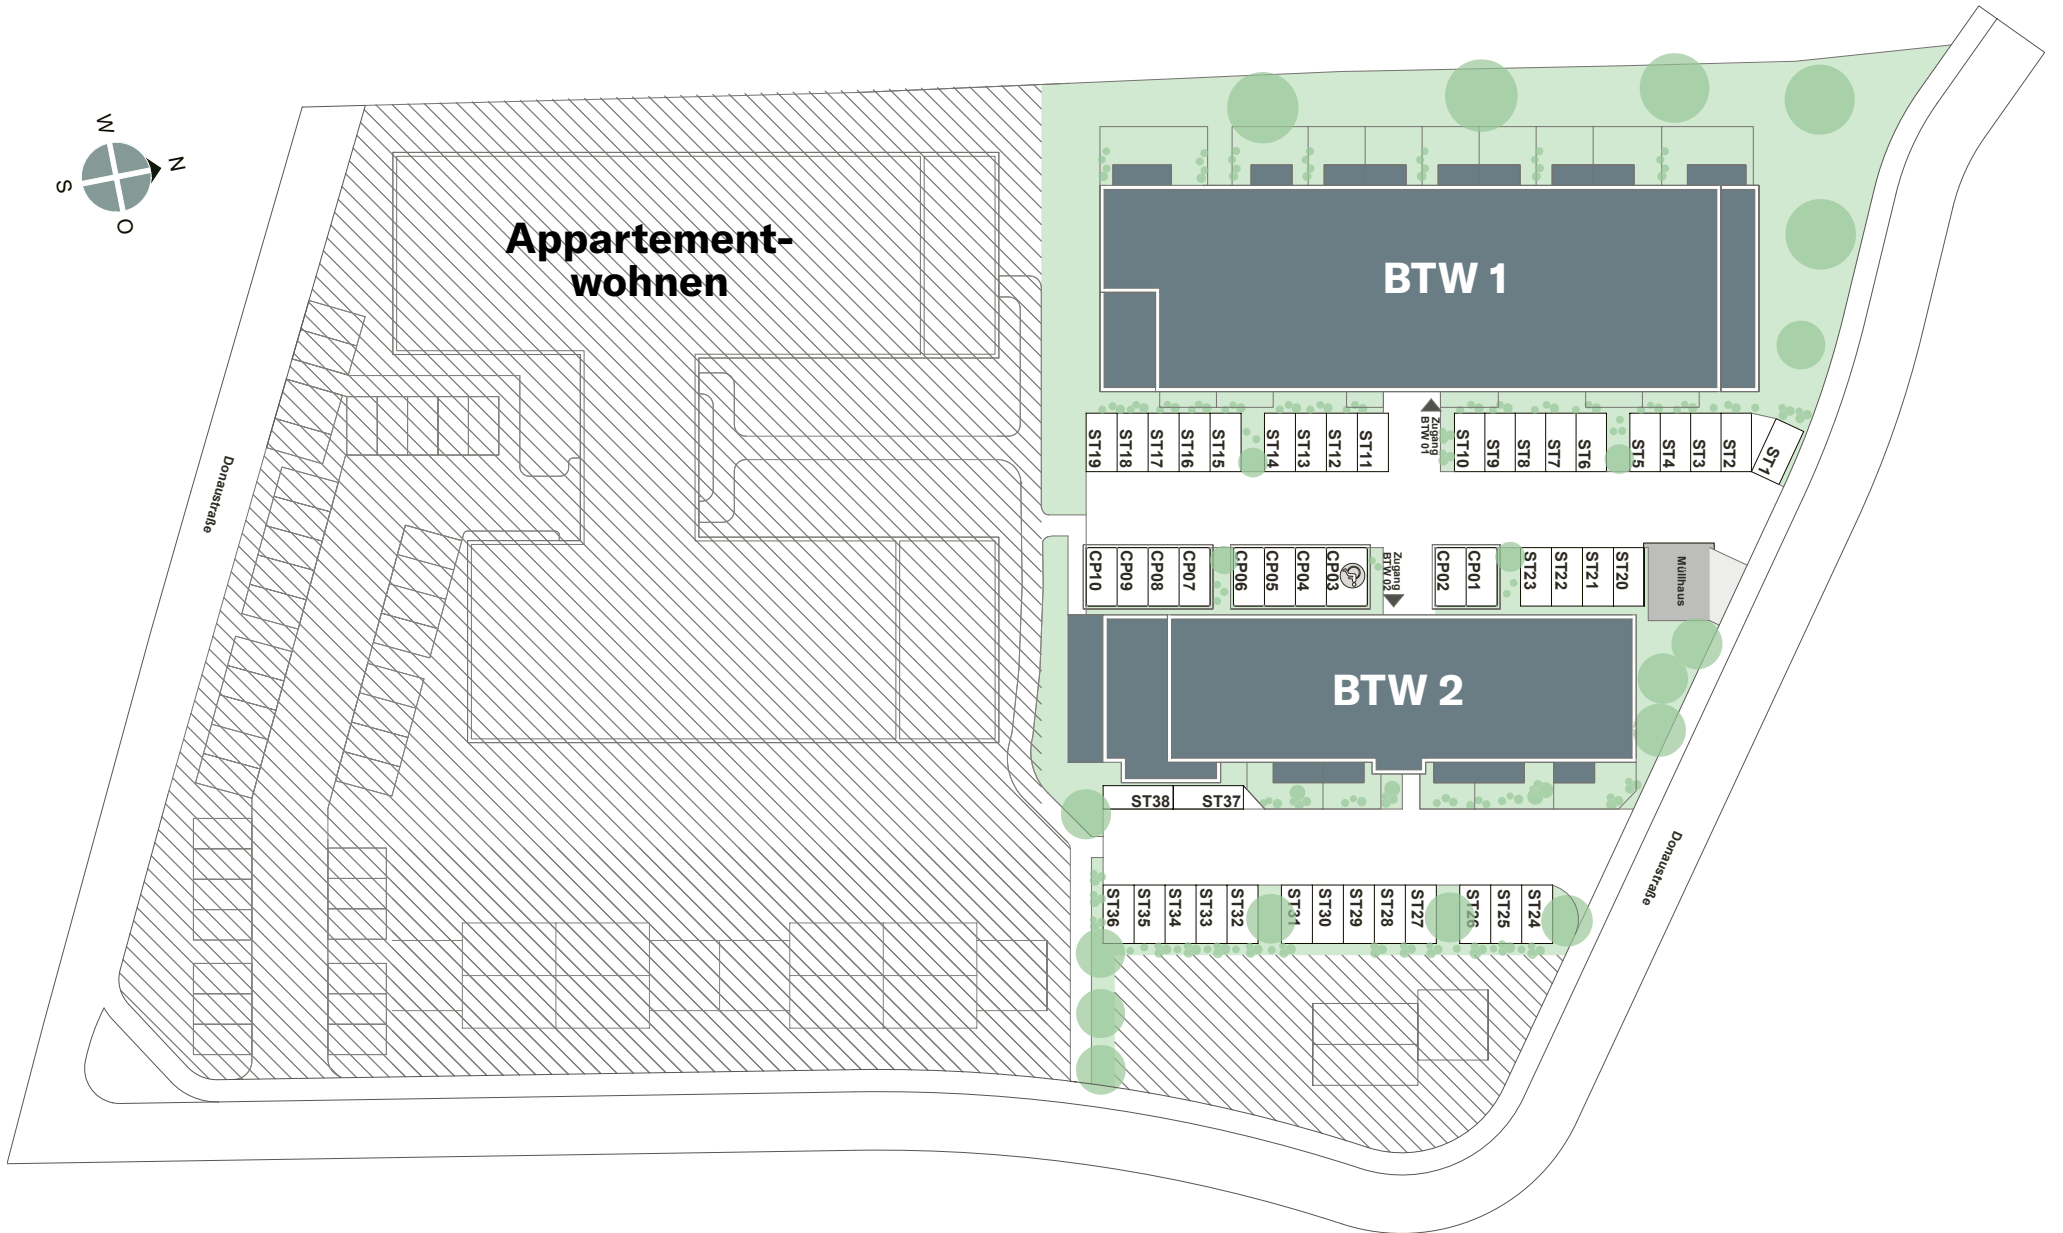 W
N
S
O
Appartement-
wohnen
BTW 1
Donaustraße
ST19
ST18
ST17
ST16
ST15
ST14
ST13
ST12
ST11
Zugang
BTW 01
ST10
ST9
ST8
ST7
ST6
ST5
ST4
ST3
ST2
ST1
CP10
CP09
CP08
CP07
CP06
CP05
CP04
CP03
Zugang
BTW 02
CP02
CP01
ST23
ST22
ST21
ST20
Müllhaus
BTW 2
ST38
ST37
Donaustraße
ST36
ST35
ST34
ST33
ST32
ST31
ST30
ST29
ST28
ST27
ST26
ST25
ST24